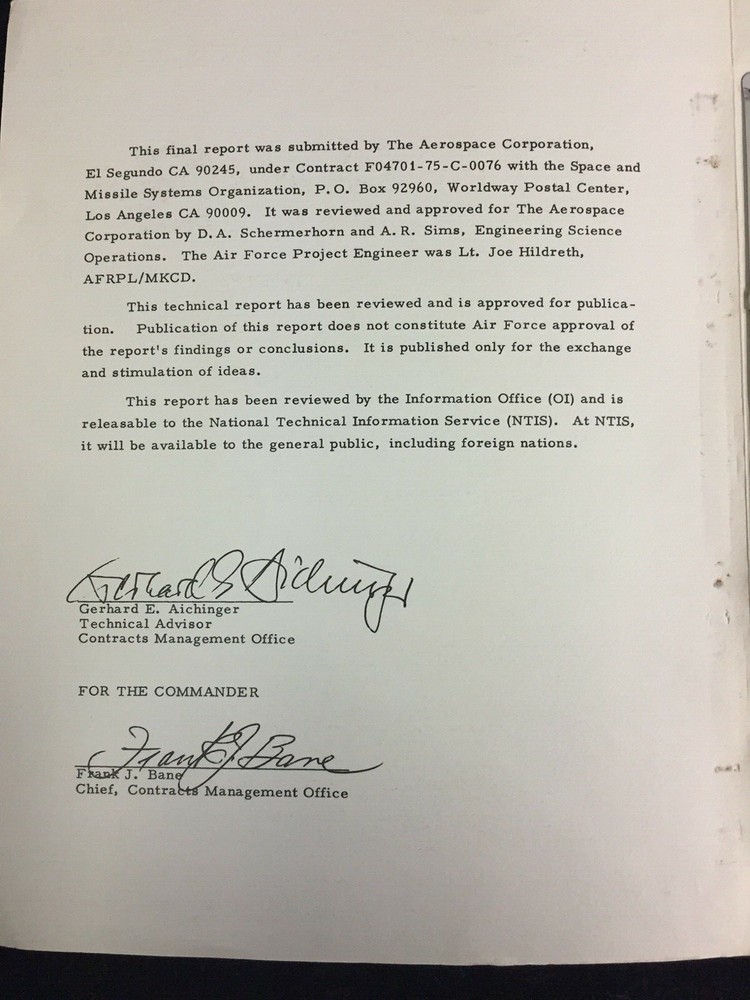 This final report was submitted by The Aerospace Corporation,
El Segundo CA 90245, under Contract F04701-75-C-0076 with the Space and
Missile Systems Organization, P.O. Box 92960, Worldway Postal Center,
Los Angeles CA 90009. It was reviewed and approved for The Aerospace
Corporation by D.A. Schermerhorn and A.R. Sims, Engineering Science
Operations. The Air Force Project Engineer was Lt. Joe Hildreth,
AFRPL/MKCD.
This technical report has been reviewed and is approved for publica-
tion. Publication of this report does not constitute Air Force approval of
the report's findings or conclusions. It is published only for the exchange
and stimulation of ideas.
This report has been reviewed by the Information Office (OI) and is
releasable to the National Technical Information Service (NTIS). At NTIS,
it will be available to the general public, including foreign nations.
Gerhard E Aichinger
Gerhard E. Aichinger
Technical Advisor
Contracts Management Office
FOR THE COMMANDER
Frank J Bane
Frank J. Bane
Chief, Contracts Management Office